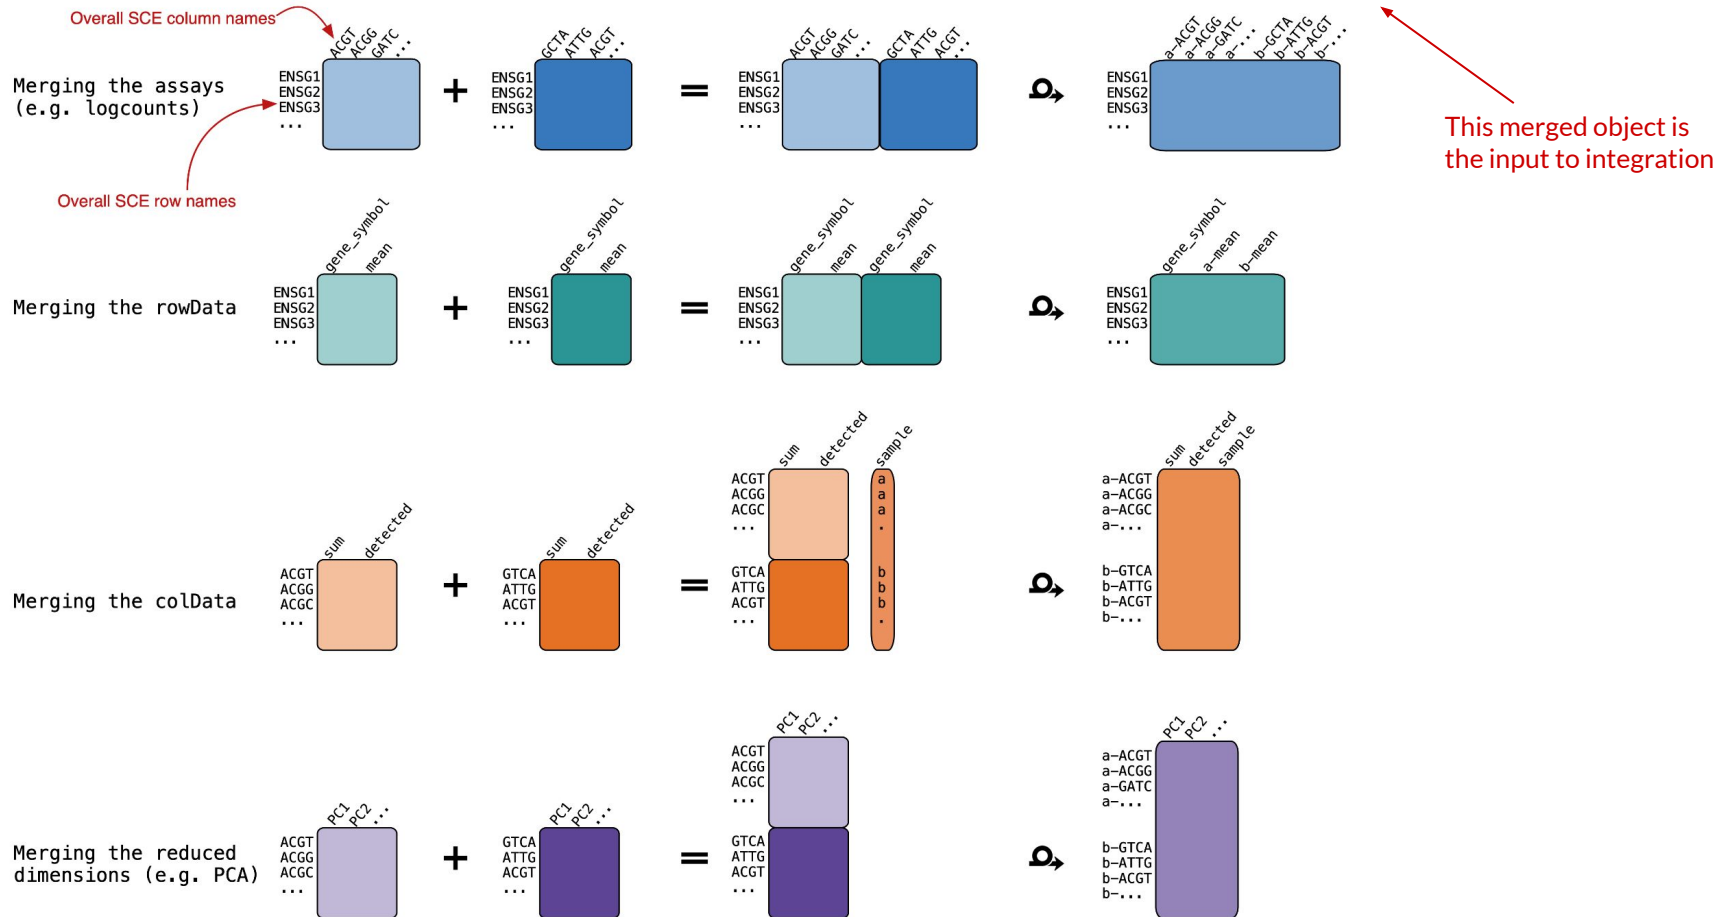 Overall SCE column names
ACGT
ACGG
GATC
...
GCTA
ATTG
ACGT
...
ACGT
ACGG
GATC
...
GCTA
ATTG
ACGT
...
a-ACGT
a-ACGG
a-GATC
a-...
b-GCTA
b-ATTG
b-ACGT
b-...
Merging the assays
(e.g. logcounts)
ENSG1
ENSG2
ENSG3
...
+
ENSG1
ENSG2
ENSG3
...
=
ENSG1
ENSG2
ENSG3
...
ENSG1
ENSG2
ENSG3
...
This merged object is
the input to integration
Overall SCE row names
gene_symbol
mean
gene_symbol
mean
gene_symbol
mean
gene_symbol
mean
gene_symbol
a-mean
b-mean
Merging the rowData
ENSG1
ENSG2
ENSG3
...
+
ENSG1
ENSG2
ENSG3
...
=
ENSG1
ENSG2
ENSG3
...
ENSG1
ENSG2
ENSG3
...
Merging the colData
sum
detected
ACGT
ACGG
ACGC
...
+
sum
detected
GTCA
ATTG
ACGT
...
=
sum
detected
sample
ACGT
ACGG
ACGC
...
GTCA
ATTG
ACGT
...
a
a
a
.
b
b
b
.
sum
detected
sample
a-ACGT
a-ACGG
a-ACGC
a-...
b-GTCA
b-ATTG
b-ACGT
b-...
Merging the reduced
dimensions (e.g. PCA)
PC1
PC2
...
ACGT
ACGG
ACGC
...
+
PC1
PC2
...
GTCA
ATTG
ACGT
...
=
PC1
PC2
...
ACGT
ACGG
ACGC
...
GTCA
ATTG
ACGT
...
PC1
PC2
...
a-ACGT
a-ACGG
a-GATC
a-...
b-GTCA
b-ATTG
b-ACGT
b-...